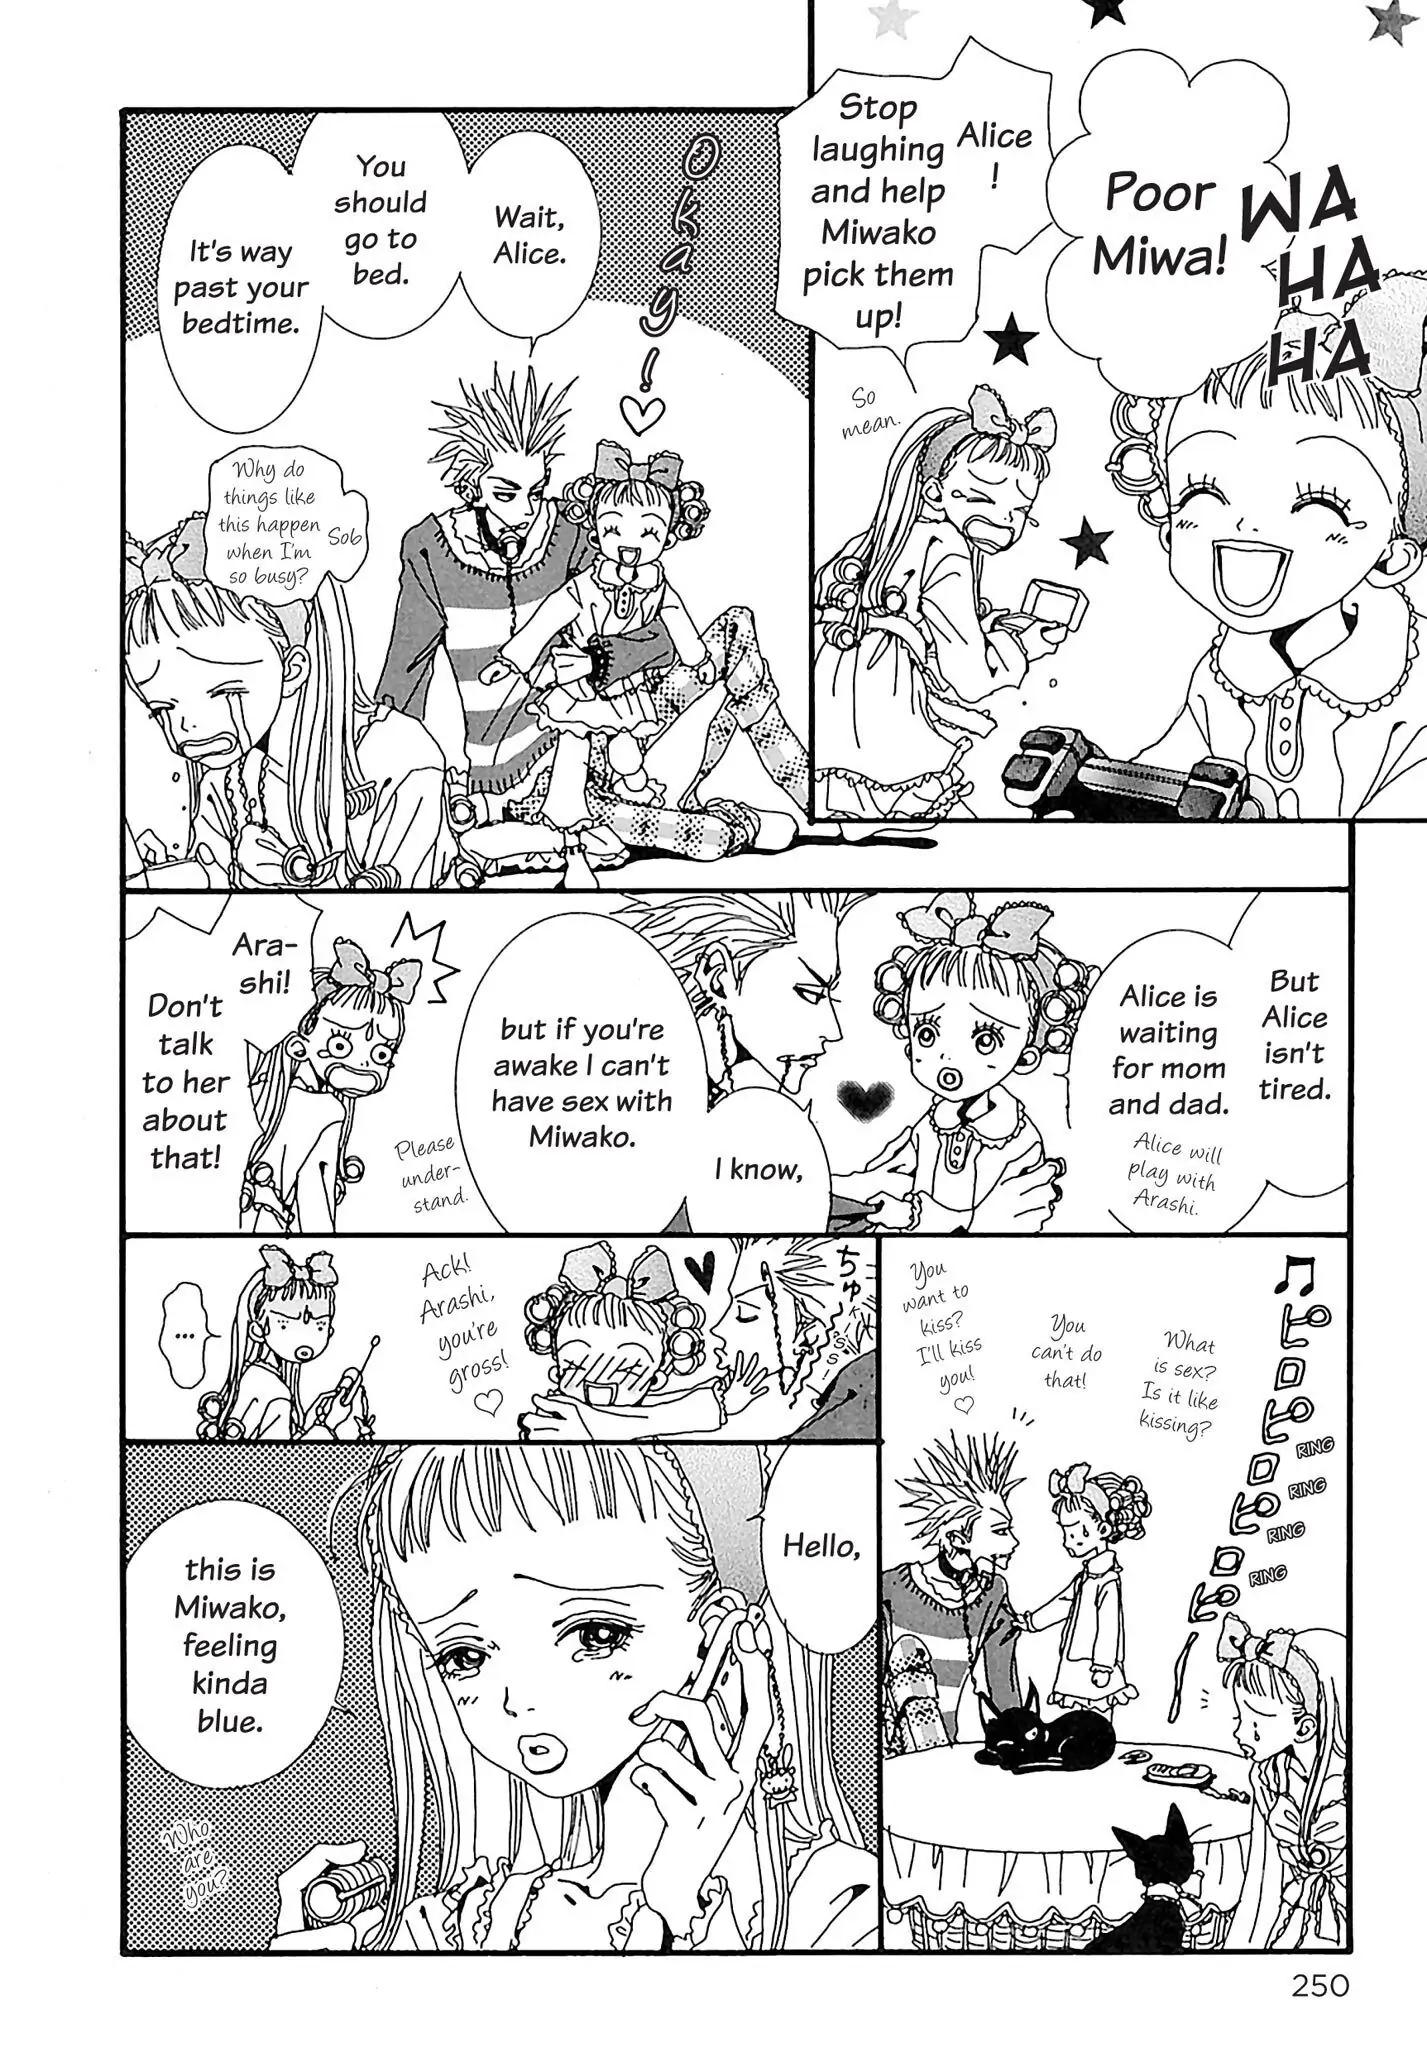 Poor
Miwa!
WA
HA
HA
Alice
!
Stop
laughing
and help
Miwako
pick them
up!
So
mean.
Okay! ♡
Wait,
Alice.
You
should
go to
bed.
It's way
past your
bedtime.
Why do
things like
this happen
when I'm
so busy?
Sob
But
Alice
isn't
tired.
Alice is
waiting
for mom
and dad.
Alice will
play with
Arashi.
I know,
but if you're
awake I can't
have sex with
Miwako.
Ara-
shi!
Don't
talk
to her
about
that!
Please
under-
stand.
What
is sex?
Is it like
kissing?
You
can't do
that!
You
want to
kiss?
I'll kiss
you!
♡
RING
RING
RING
RING
ちゅ
Ack!
Arashi,
you're
gross!
♡
...
Hello,
this is
Miwako,
feeling
kinda
blue.
Who
are
you?
250